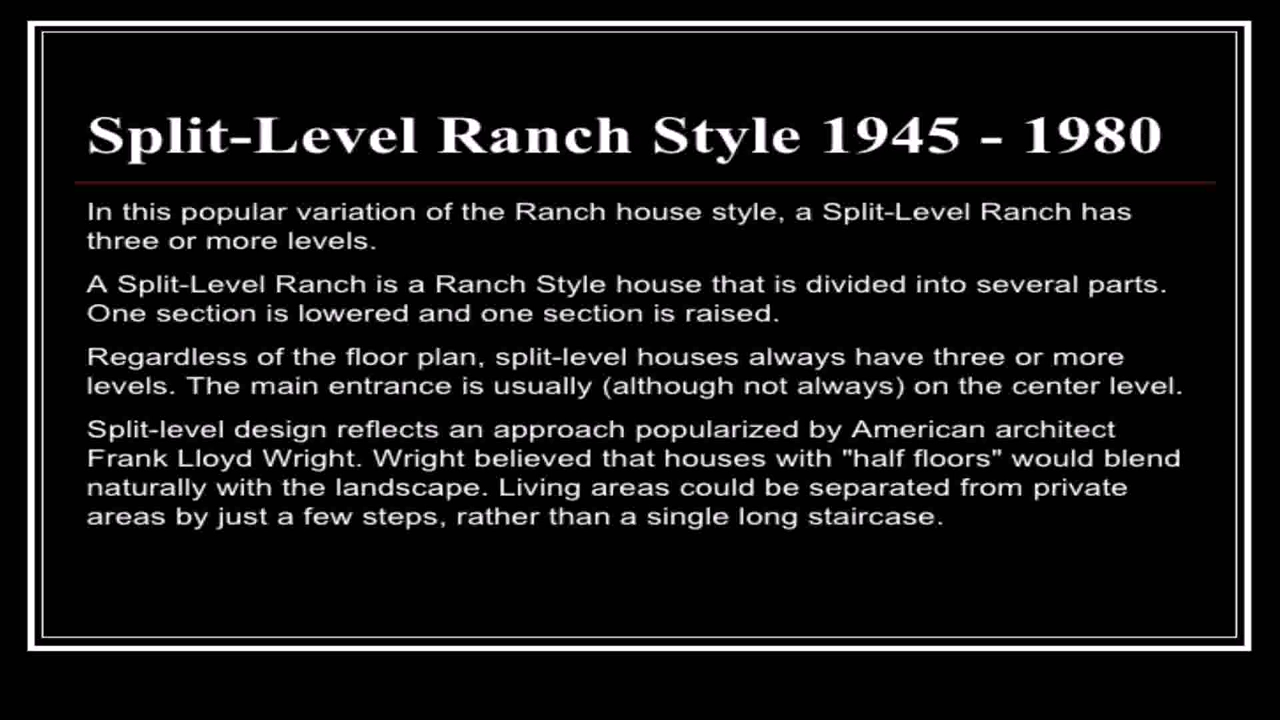 Split-Level Ranch Style 1945 - 1980
In this popular variation of the Ranch house style, a Split-Level Ranch has
three or more levels.
A Split-Level Ranch is a Ranch Style house that is divided into several parts.
One section is lowered and one section is raised.
Regardless of the floor plan, split-level houses always have three or more
levels. The main entrance is usually (although not always) on the center level.
Split-level design reflects an approach popularized by American architect
Frank Lloyd Wright. Wright believed that houses with "half floors" would blend
naturally with the landscape. Living areas could be separated from private
areas by just a few steps, rather than a single long staircase.